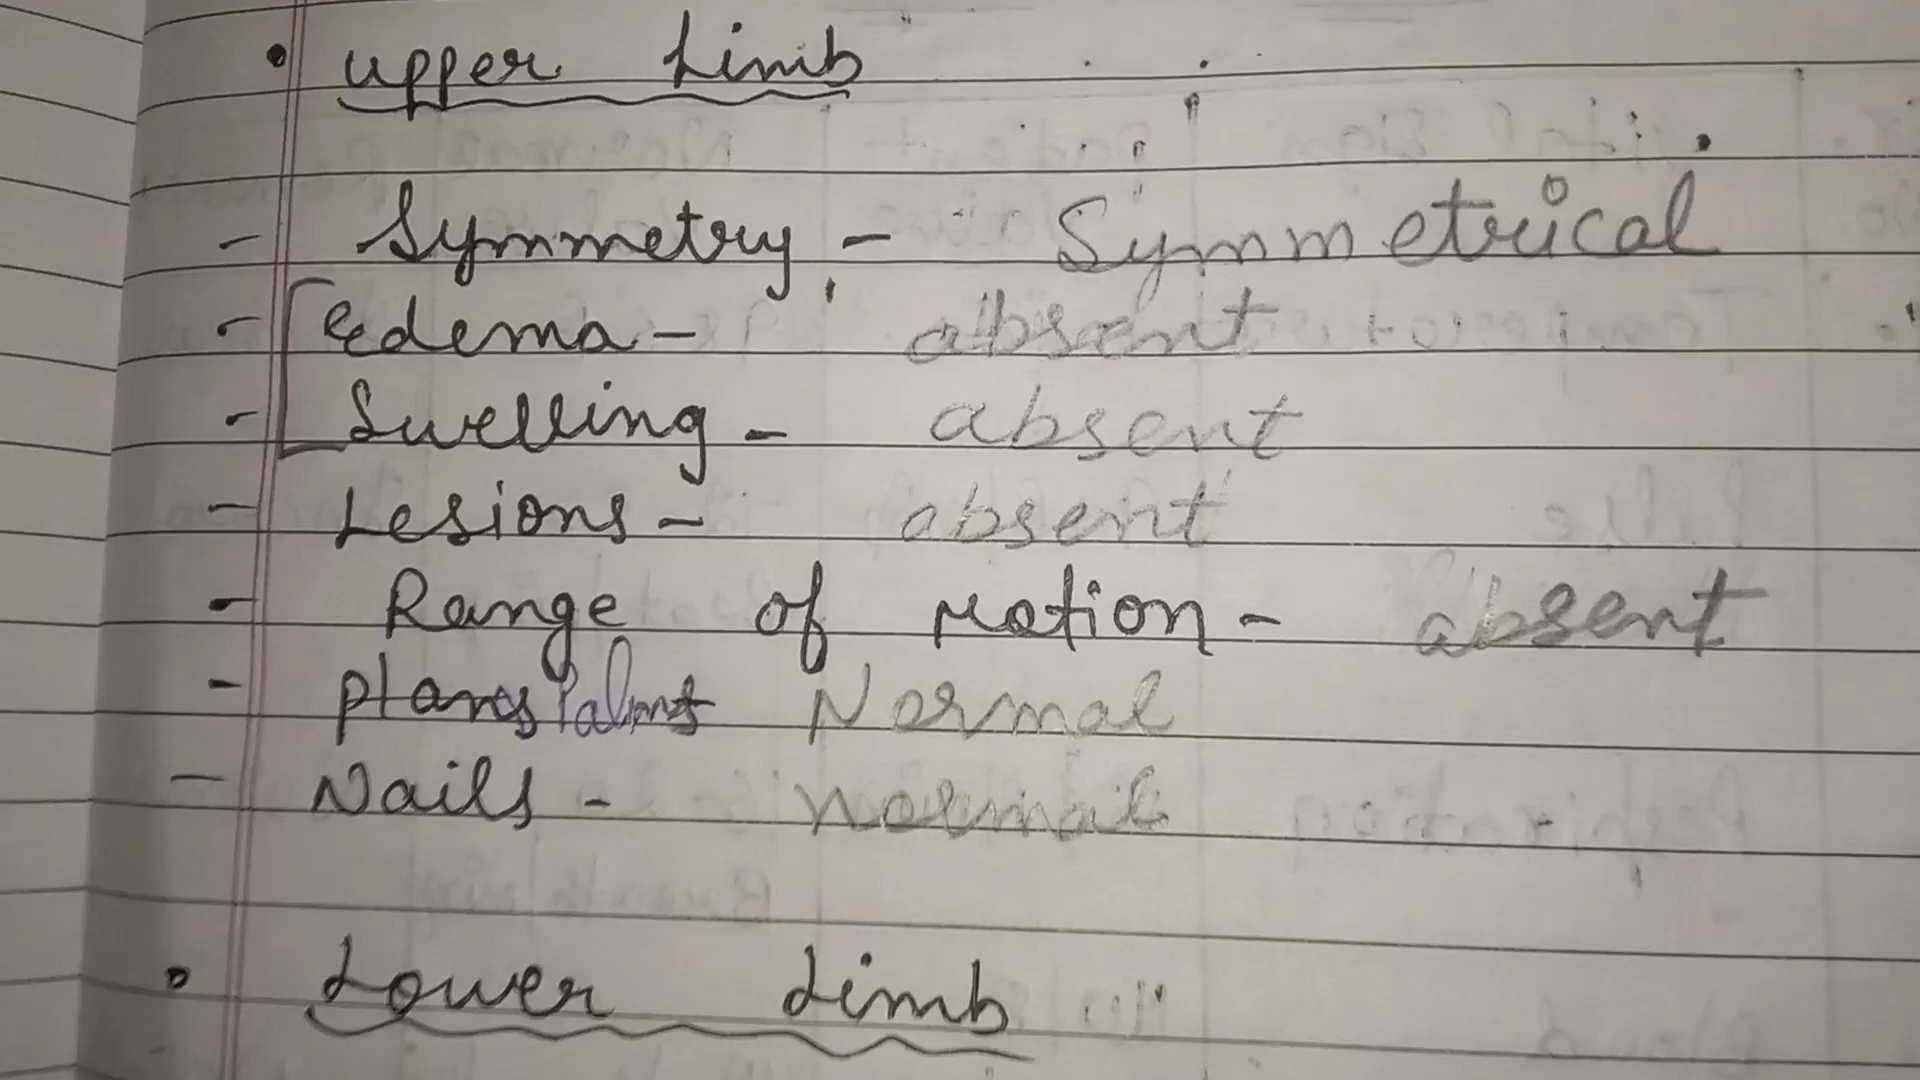 • upper Limb
- Symmetry - Symmetrical
- edema - absent
- Swelling - absent
- Lesions - absent
- Range of Motion - absent
- plams Palms Normal
- Nails - normal
• Lower Limb